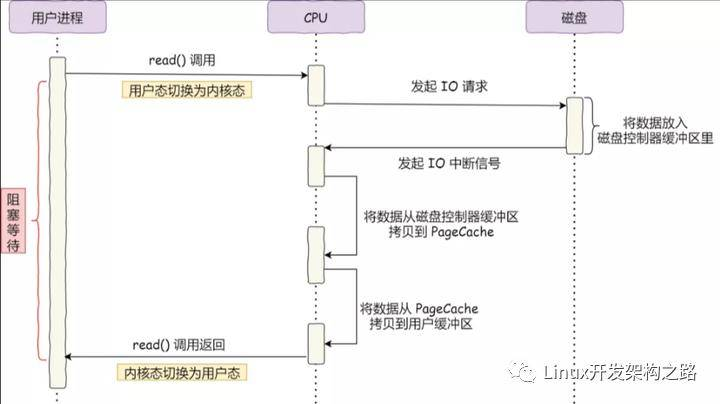 用户进程
CPU
磁盘
read() 调用
用户态切换为内核态
发起 IO 请求
将数据放入
磁盘控制器缓冲区里
发起 IO 中断信号
阻塞等待
将数据从磁盘控制器缓冲区
拷贝到 PageCache
将数据从 PageCache
拷贝到用户缓冲区
read() 调用返回
内核态切换为用户态
Linux开发架构之路